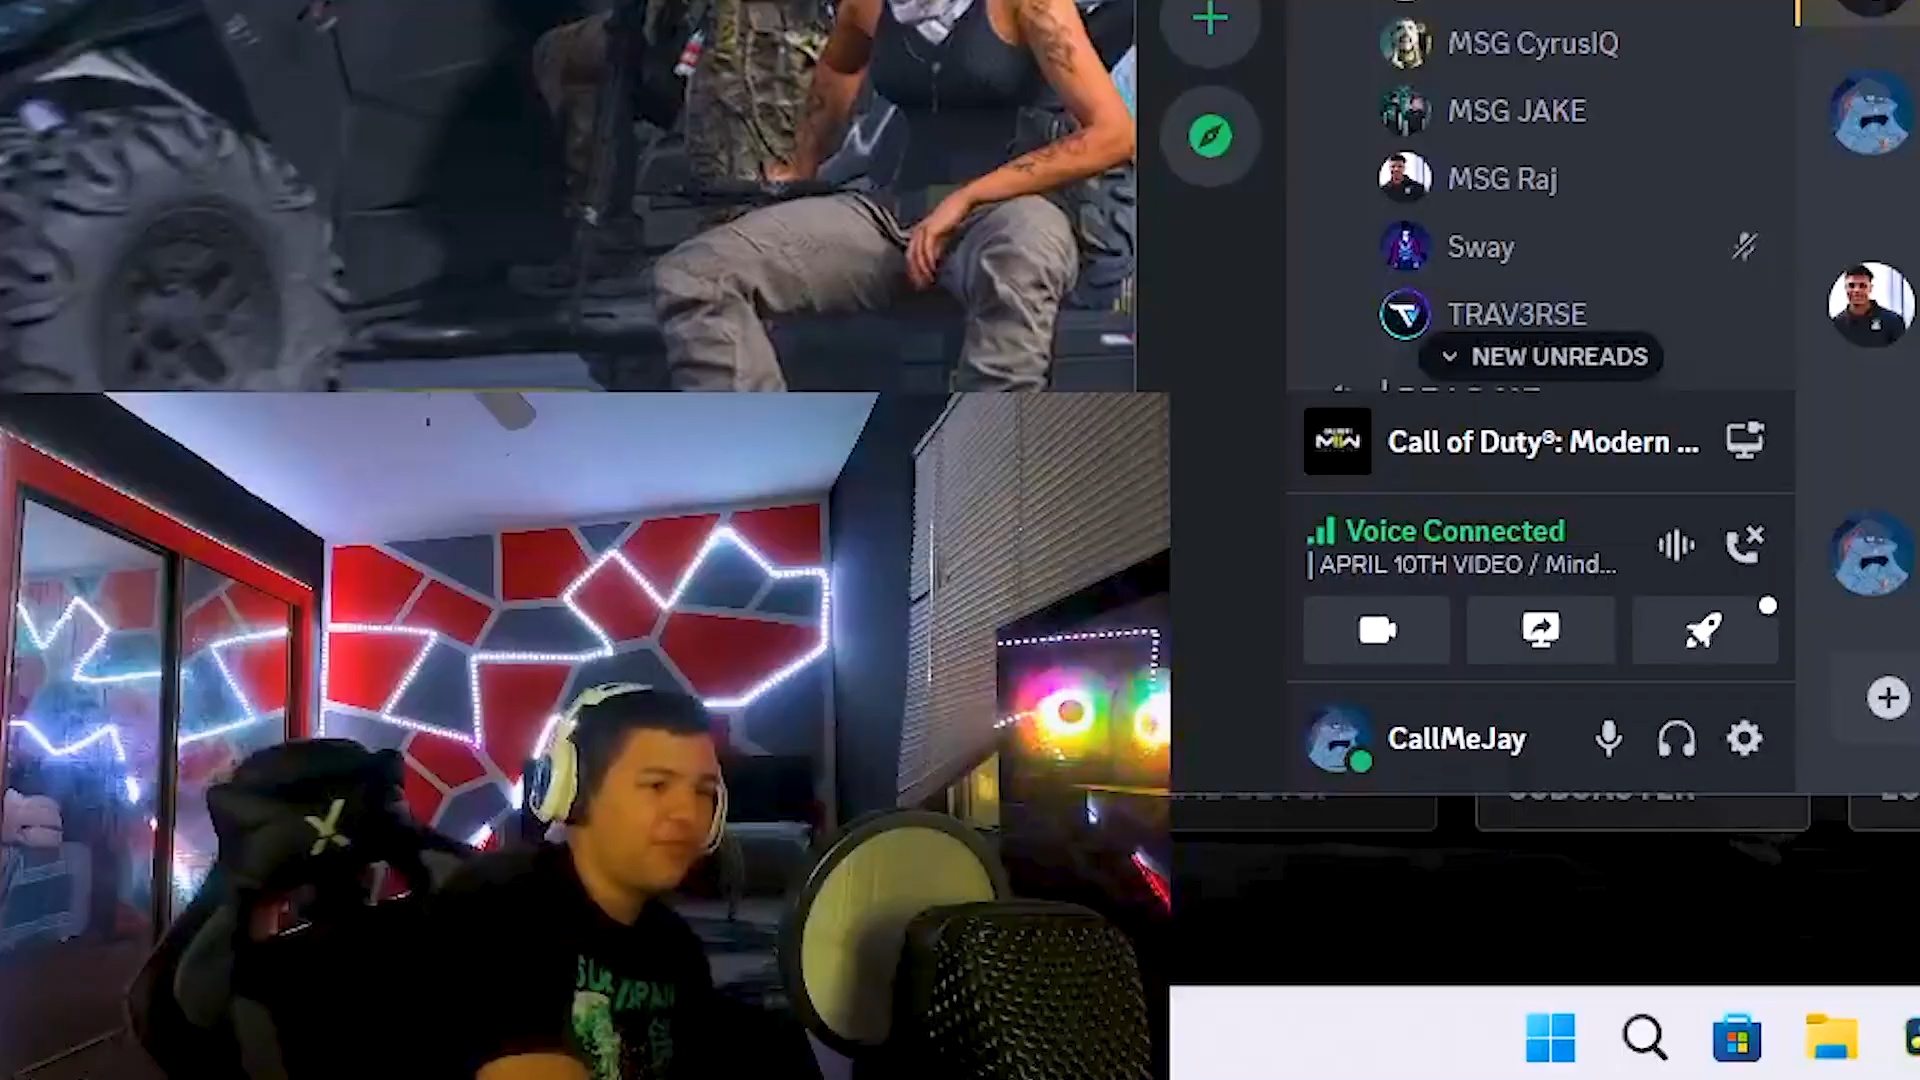 MSG CyrusIQ
MSG JAKE
MSG Raj
Sway
TRAV3RSE
NEW UNREADS
MW
Call of Duty®: Modern ...
Voice Connected
| APRIL 10TH VIDEO / Mind...
CallMeJay